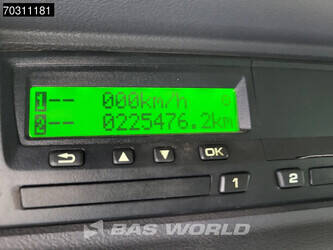 70311181
1-- 000km/h
2-- 0225476.2km
OK
1
2
BAS WORLD